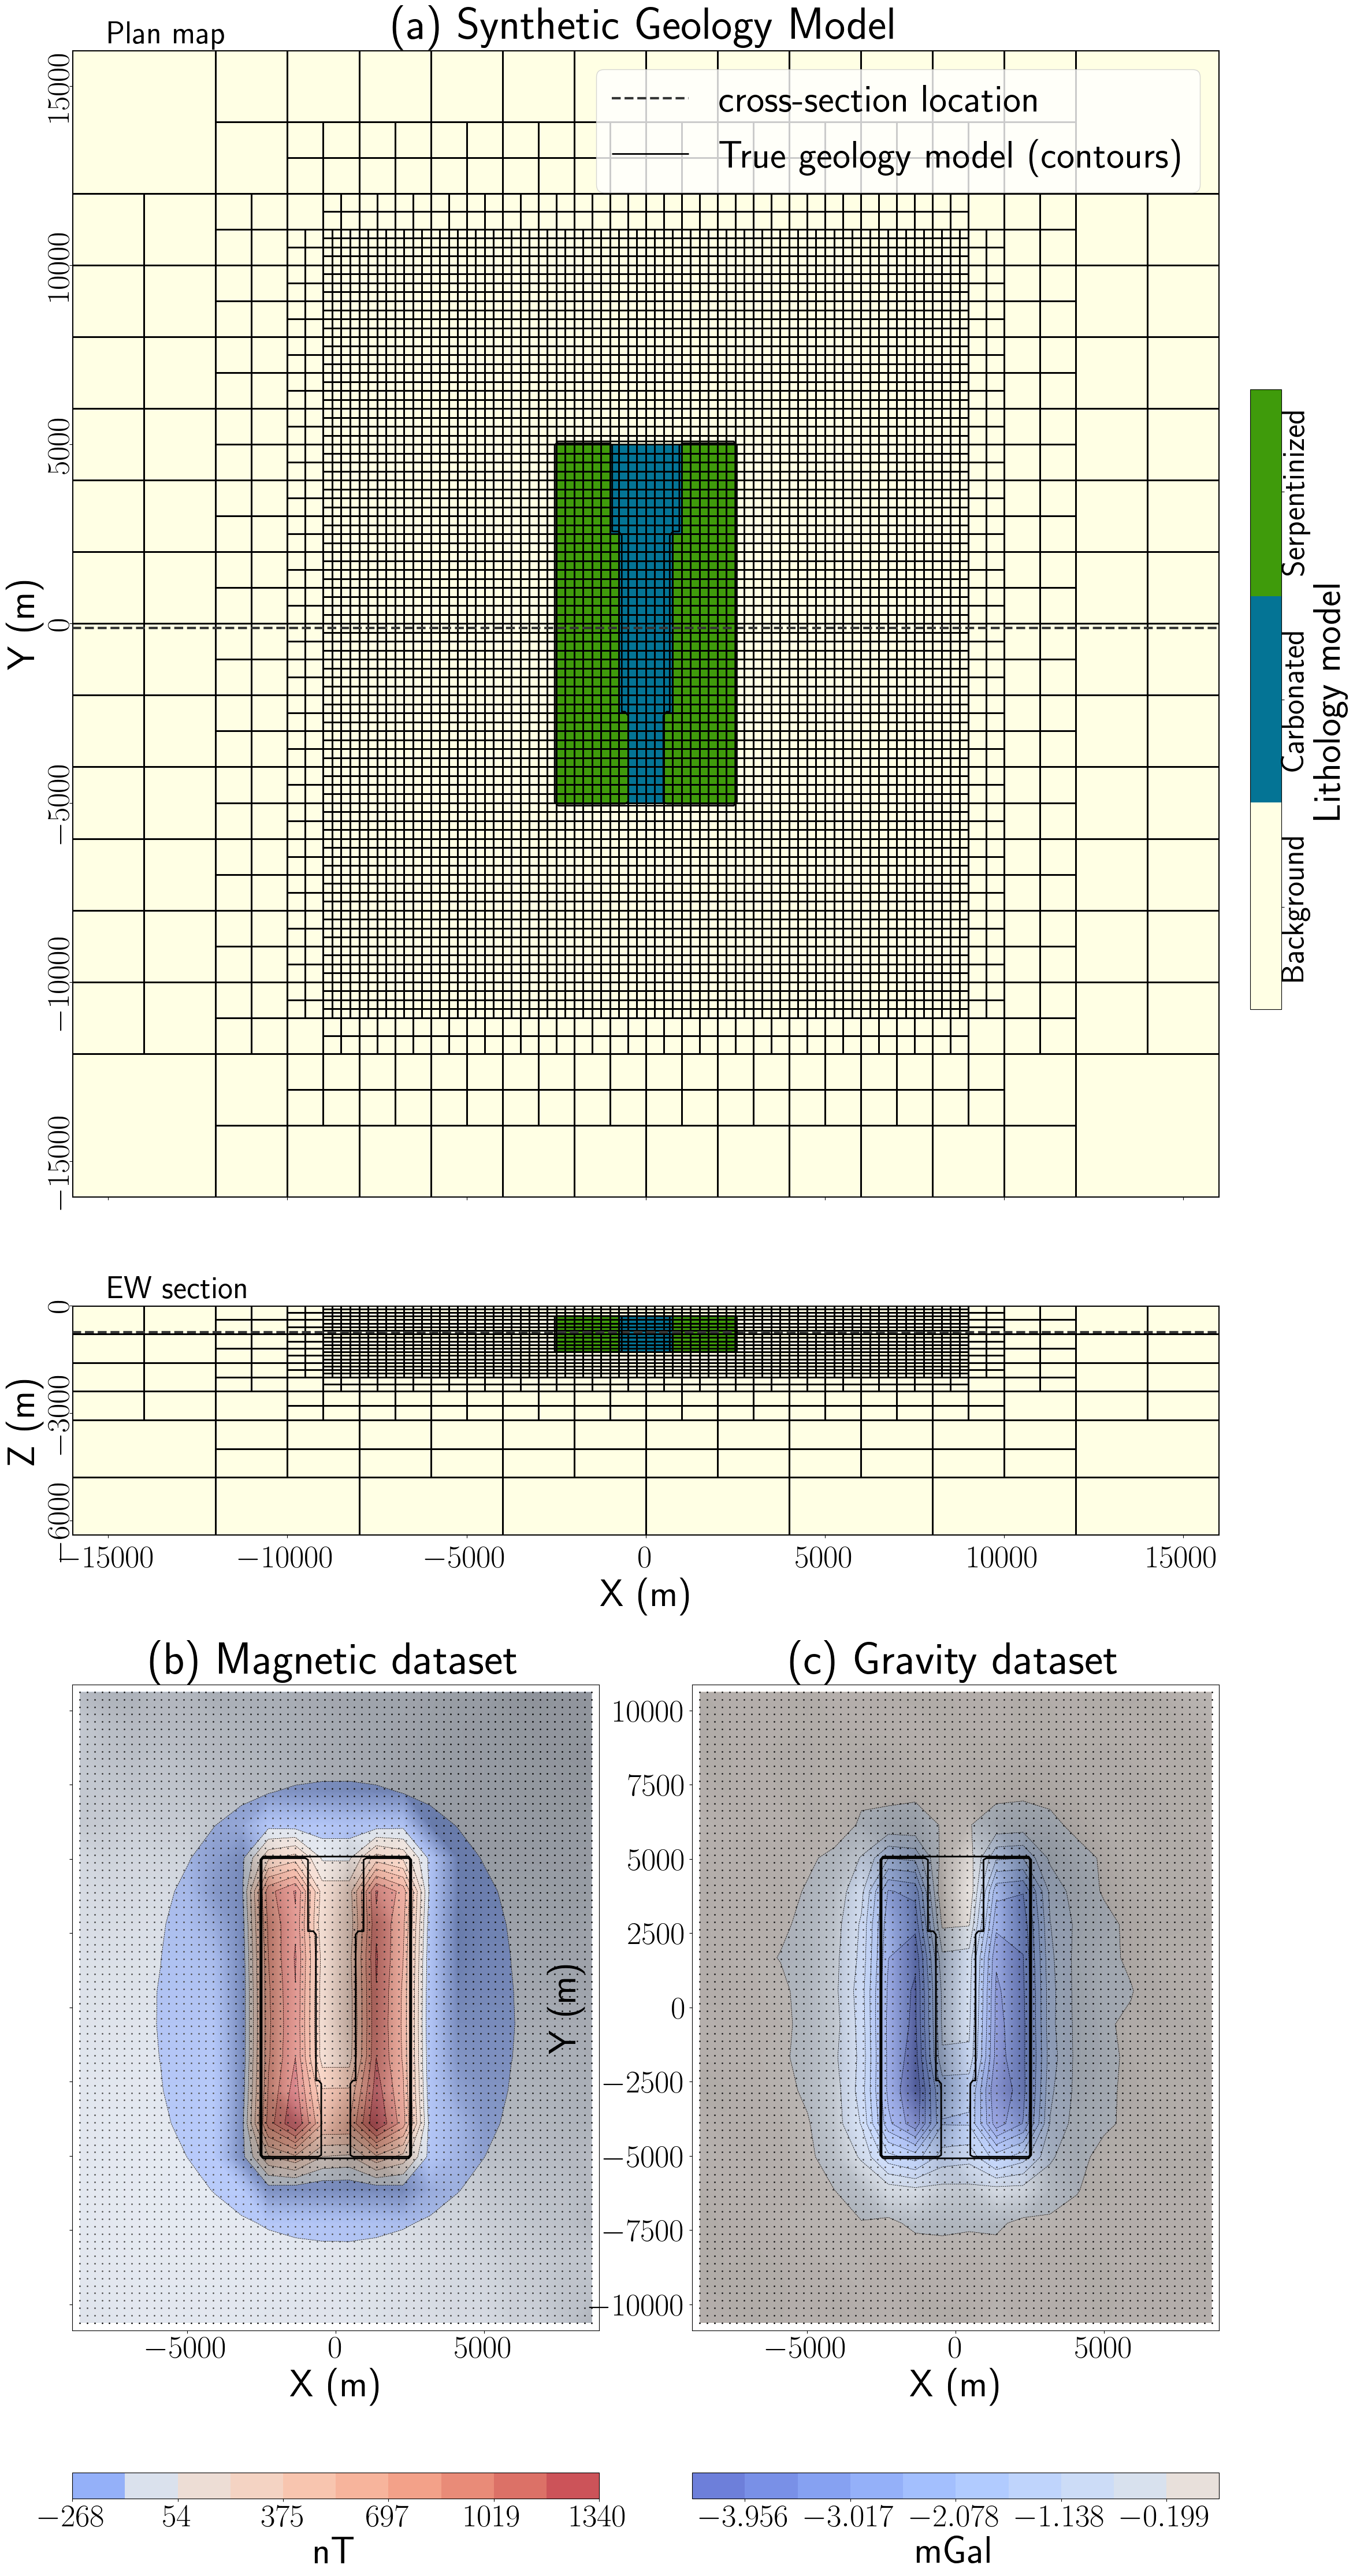 (a) Synthetic Geology Model
Plan map
cross-section location
True geology model (contours)
15000
10000
5000
0
−5000
−10000
−15000
Y (m)
Serpentinized
Carbonated
Background
Lithology model
EW section
0
−3000
−6000
Z (m)
−15000 −10000 −5000 0 5000 10000 15000
X (m)
(b) Magnetic dataset
−5000 0 5000
X (m)
−268 54 375 697 1019 1340
nT
(c) Gravity dataset
10000
7500
5000
2500
0
−2500
−5000
−7500
−10000
Y (m)
−5000 0 5000
X (m)
−3.956 −3.017 −2.078 −1.138 −0.199
mGal